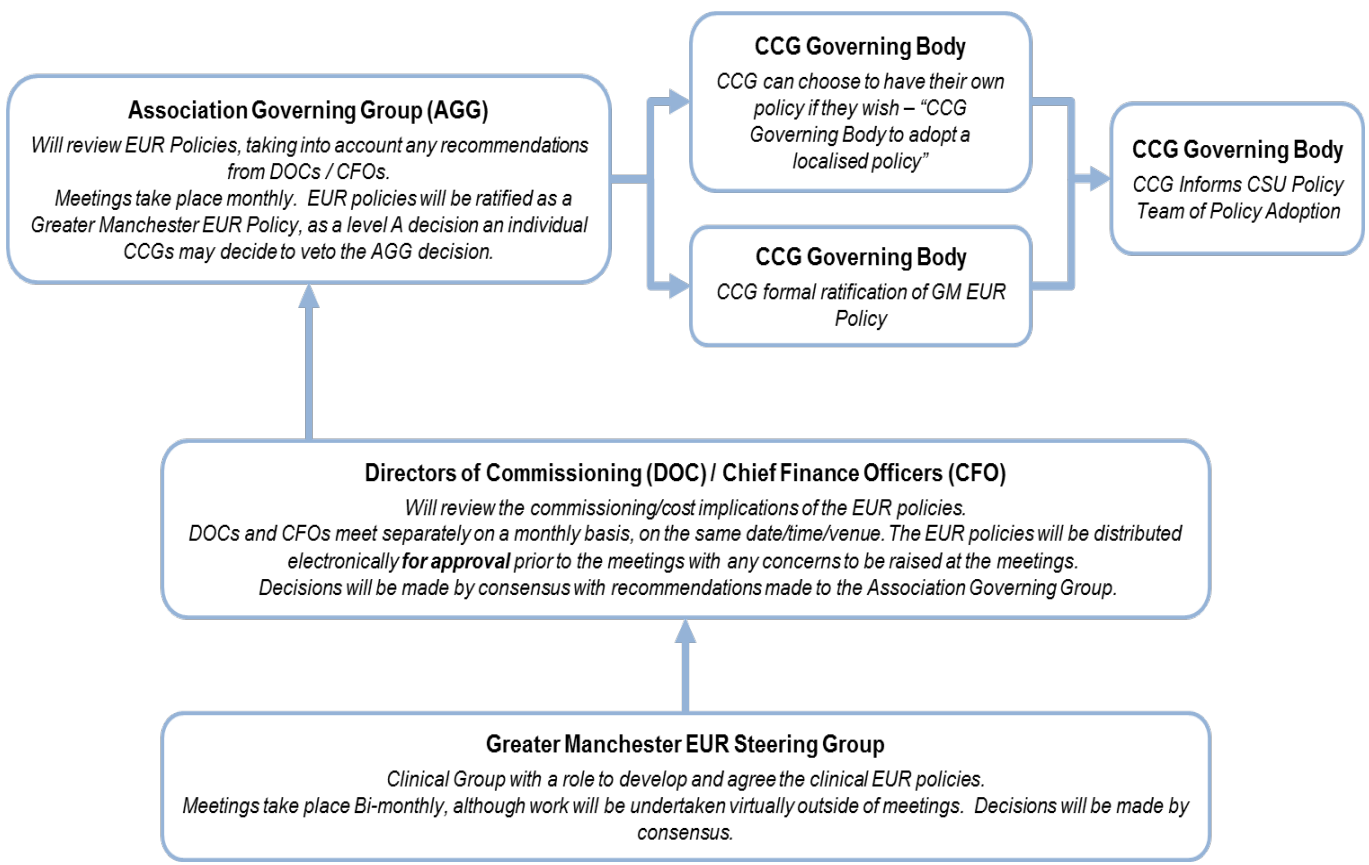 Association Governing Group (AGG)
Will review EUR Policies, taking into account any recommendations
from DOCs / CFOs.
Meetings take place monthly.  EUR policies will be ratified as a
Greater Manchester EUR Policy, as a level A decision an individual
CCGs may decide to veto the AGG decision.
CCG Governing Body
CCG can choose to have their own
policy if they wish – “CCG
Governing Body to adopt a
localised policy”
CCG Governing Body
CCG formal ratification of GM EUR
Policy
CCG Governing Body
CCG Informs CSU Policy
Team of Policy Adoption
Directors of Commissioning (DOC) / Chief Finance Officers (CFO)
Will review the commissioning/cost implications of the EUR policies.
DOCs and CFOs meet separately on a monthly basis, on the same date/time/venue. The EUR policies will be distributed
electronically for approval prior to the meetings with any concerns to be raised at the meetings.
Decisions will be made by consensus with recommendations made to the Association Governing Group.
Greater Manchester EUR Steering Group
Clinical Group with a role to develop and agree the clinical EUR policies.
Meetings take place Bi-monthly, although work will be undertaken virtually outside of meetings.  Decisions will be made by
consensus.